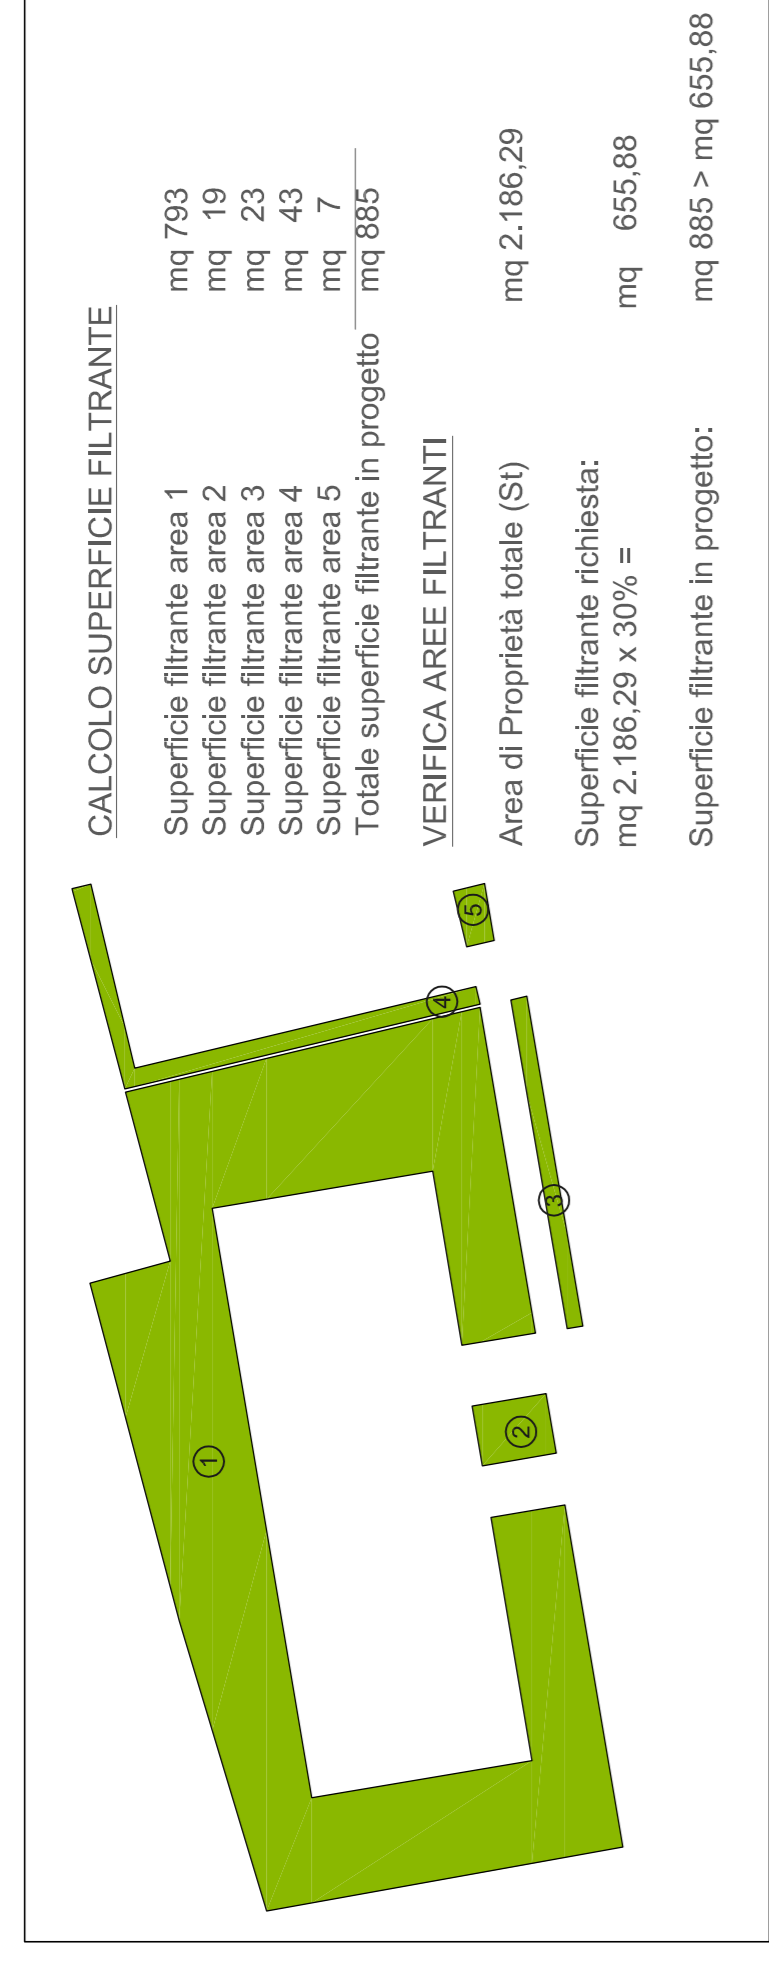 CALCOLO SUPERFICIE FILTRANTE
Superficie filtrante area 1 mq 793
Superficie filtrante area 2 mq 19
Superficie filtrante area 3 mq 23
Superficie filtrante area 4 mq 43
Superficie filtrante area 5 mq 7
Totale superficie filtrante in progetto mq 885
VERIFICA AREE FILTRANTI
Area di Proprietà totale (St) mq 2.186,29
Superficie filtrante richiesta:
mq 2.186,29 x 30% = mq 655,88
Superficie filtrante in progetto: mq 885 > mq 655,88
1
2
3
4
5